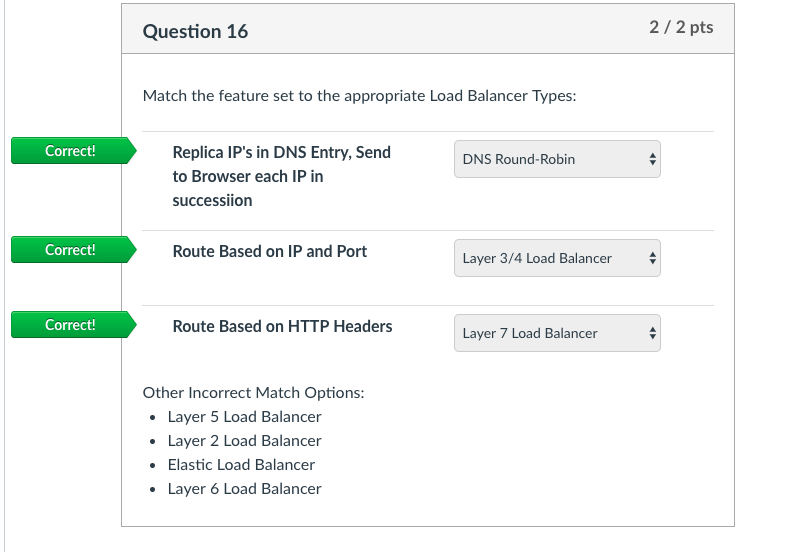 Question 16
2 / 2 pts
Match the feature set to the appropriate Load Balancer Types:
Correct!
Replica IP's in DNS Entry, Send
to Browser each IP in
successiion
DNS Round-Robin
Correct!
Route Based on IP and Port
Layer 3/4 Load Balancer
Correct!
Route Based on HTTP Headers
Layer 7 Load Balancer
Other Incorrect Match Options:
• Layer 5 Load Balancer
• Layer 2 Load Balancer
• Elastic Load Balancer
• Layer 6 Load Balancer